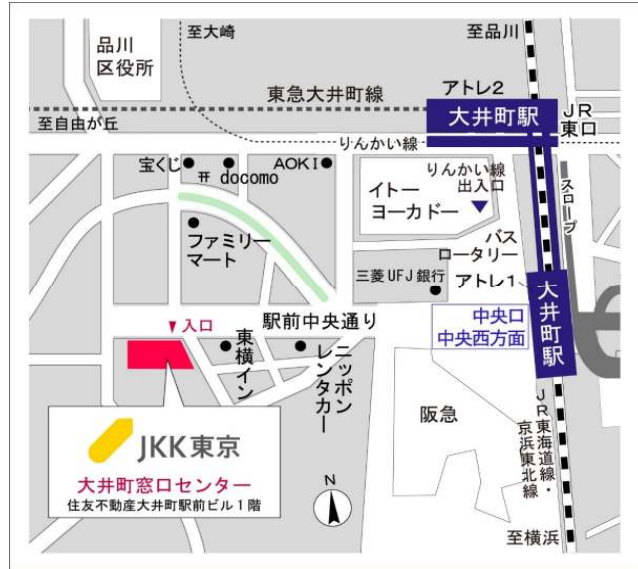 至大崎
至品川
品川
区役所
アトレ2
東急大井町線
大井町駅
JR
東口
至自由が丘
りんかい線
宝くじ
〒 docomo
AOKI
りんかい線
出入口
イトー
ヨーカドー
スロープ
ファミリー
マート
バス
ロータリー
三菱UFJ銀行
アトレ1
大井町駅
中央口
中央西方面
入口
駅前中央通り
東横イン
ニッポン
レンタカー
阪急
JR東海道線・
京浜東北線
JKK東京
大井町窓口センター
住友不動産大井町駅前ビル1階
N
至横浜